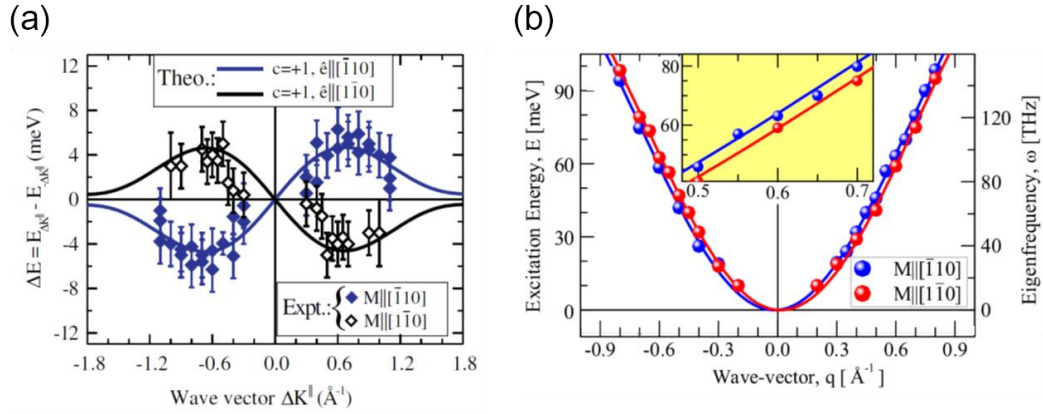 (a)
12
8
4
0
-4
-8
-12
ΔE = E_ΔK^∥ - E_-ΔK^∥ (meV)
Theo.: c=+1, ê||[1̄10]
c=+1, ê||[11̄0]
Expt.: M||[1̄10]
M||[11̄0]
-1.8 -1.2 -0.6 0.0 0.6 1.2 1.8
Wave vector ΔK^∥ (Å^-1)
(b)
Excitation Energy, E [meV]
90
60
30
0
80
60
0.5 0.6 0.7
120
80
40
0
Eigenfrequency, ω [THz]
M||[1̄10]
M||[11̄0]
-0.9 -0.6 -0.3 0.0 0.3 0.6 0.9
Wave-vector, q [ Å^-1]